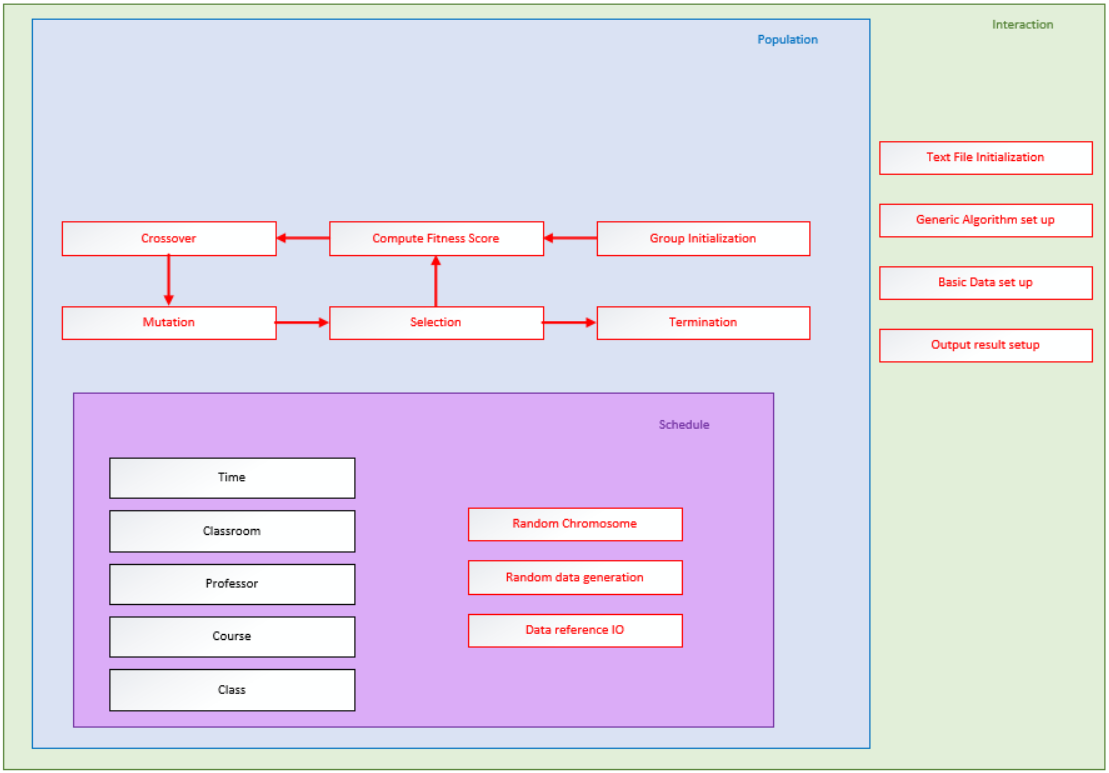 Interaction
Population
Text File Initialization
Generic Algorithm set up
Basic Data set up
Output result setup
Crossover
Compute Fitness Score
Group Initialization
Mutation
Selection
Termination
Schedule
Time
Classroom
Professor
Course
Class
Random Chromosome
Random data generation
Data reference IO